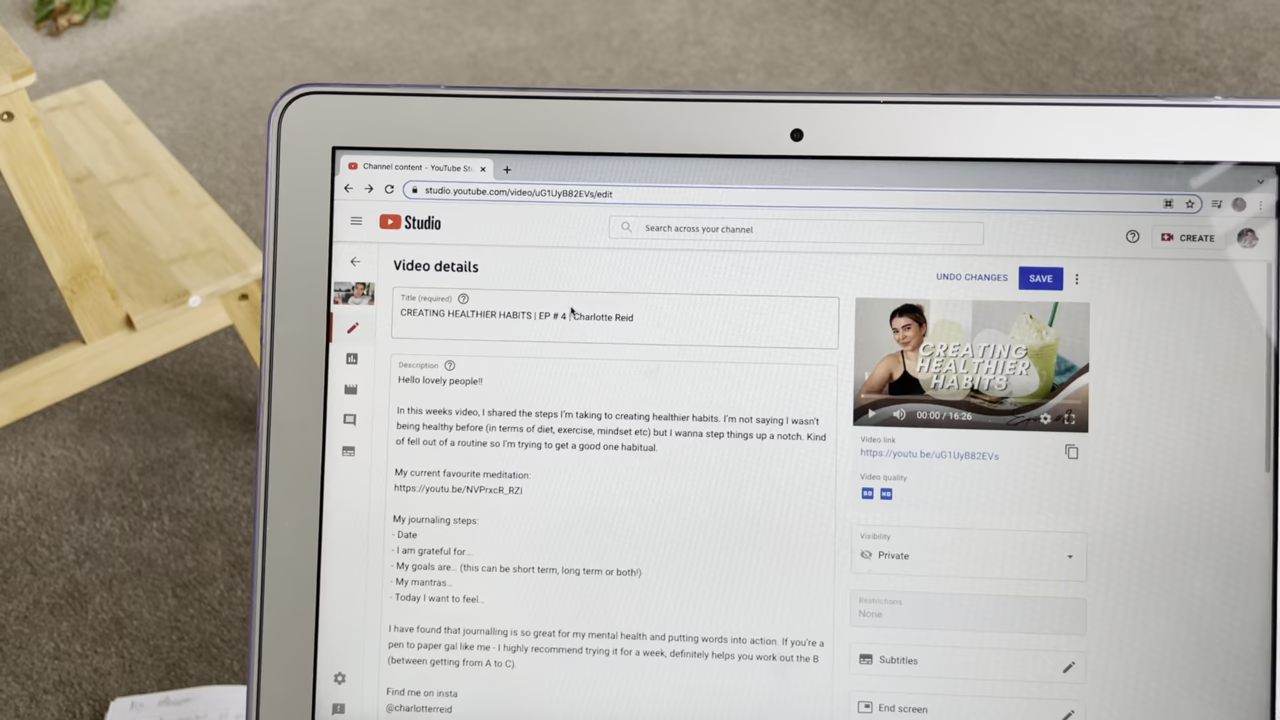 Channel content - YouTube St
studio.youtube.com/video/uG1UyB82EVs/edit
Studio
Search across your channel
CREATE
Video details
UNDO CHANGES
SAVE
Title (required)
CREATING HEALTHIER HABITS | EP # 4 | Charlotte Reid
Description
Hello lovely people!!
In this weeks video, I shared the steps I'm taking to creating healthier habits. I'm not saying I wasn't
being healthy before (in terms of diet, exercise, mindset etc) but I wanna step things up a notch. Kind
of fell out of a routine so I'm trying to get a good one habitual.
My current favourite meditation:
https://youtu.be/NVPrxcR_RZI
My journaling steps:
- Date
- I am grateful for...
- My goals are... (this can be short term, long term or both!)
- My mantras...
- Today I want to feel...
I have found that journalling is so great for my mental health and putting words into action. If you're a
pen to paper gal like me - I highly recommend trying it for a week, definitely helps you work out the B
(between getting from A to C).
Find me on insta
@charlotterreid
CREATING
HEALTHIER
HABITS
00:00 / 16:26
Video link
https://youtu.be/uG1UyB82EVs
Video quality
SD HD
Visibility
Private
Restrictions
None
Subtitles
End screen